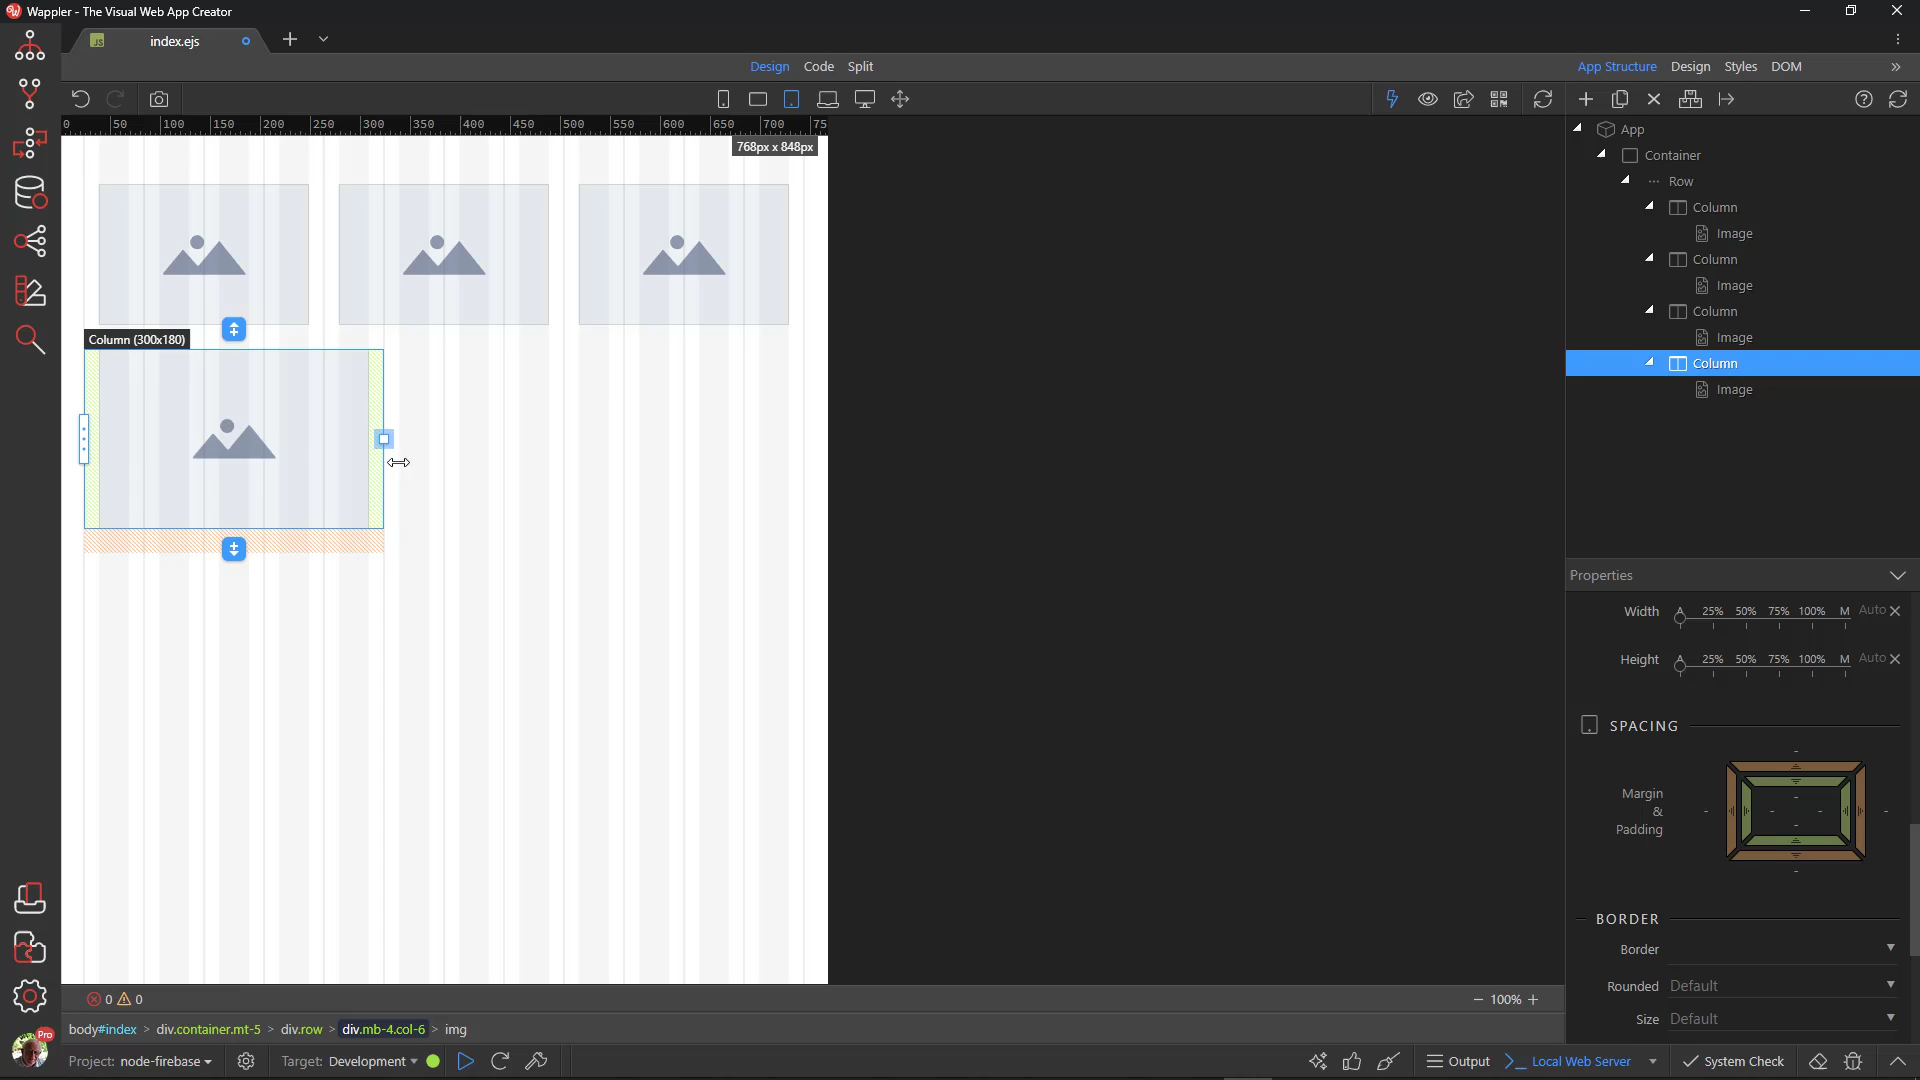 Wappler - The Visual Web App Creator
JS index.ejs
Design Code Split
App Structure Design Styles DOM
0 50 100 150 200 250 300 350 400 450 500 550 600 650 700 75
768px x 848px
Column (300x180)
App
Container
Row
Column
Image
Column
Image
Column
Image
Column
Image
Properties
Width A 25% 50% 75% 100% M Auto
Height A 25% 50% 75% 100% M Auto
SPACING
Margin
&
Padding
BORDER
Border
Rounded Default
Size Default
0 0
100%
body#index > div.container.mt-5 > div.row > div.mb-4.col-6 > img
Pro
Project: node-firebase
Target: Development
Output
Local Web Server
System Check